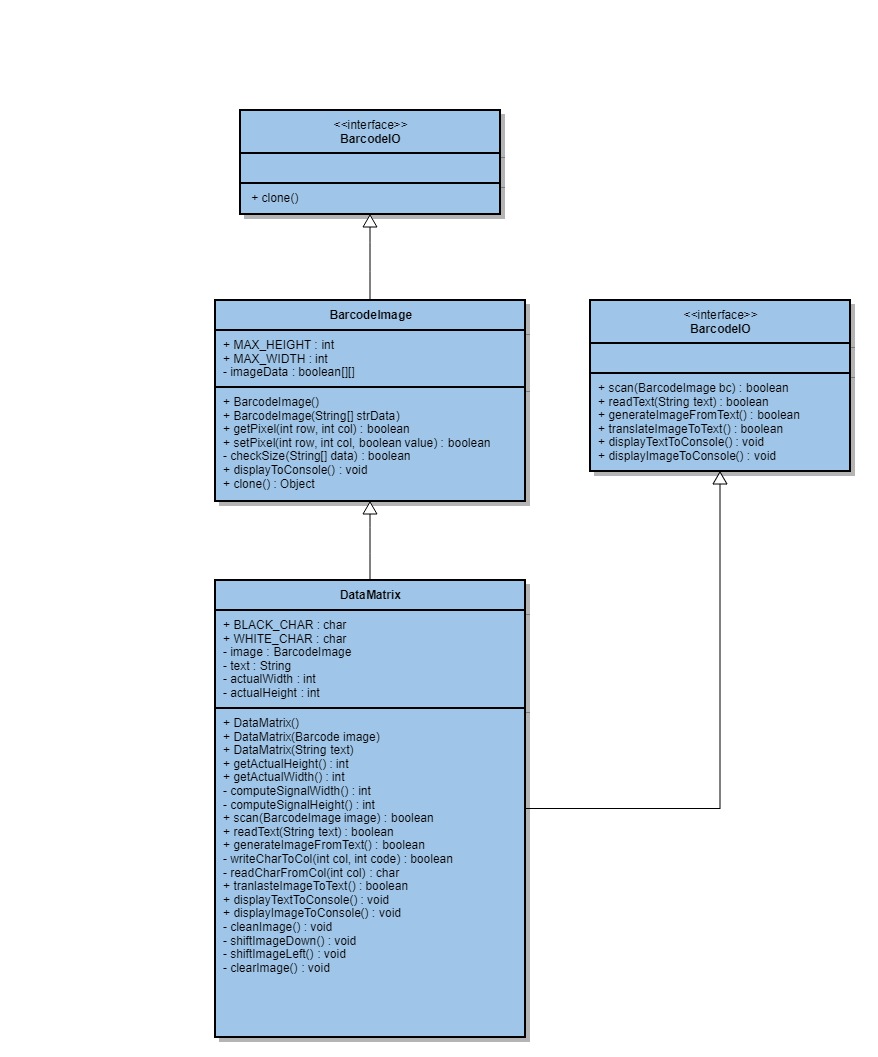 <<interface>>
BarcodeIO
+ clone()
BarcodeImage
+ MAX_HEIGHT : int
+ MAX_WIDTH : int
- imageData : boolean[][]
+ BarcodeImage()
+ BarcodeImage(String[] strData)
+ getPixel(int row, int col) : boolean
+ setPixel(int row, int col, boolean value) : boolean
- checkSize(String[] data) : boolean
+ displayToConsole() : void
+ clone() : Object
<<interface>>
BarcodeIO
+ scan(BarcodeImage bc) : boolean
+ readText(String text) : boolean
+ generateImageFromText() : boolean
+ translateImageToText() : boolean
+ displayTextToConsole() : void
+ displayImageToConsole() : void
DataMatrix
+ BLACK_CHAR : char
+ WHITE_CHAR : char
- image : BarcodeImage
- text : String
- actualWidth : int
- actualHeight : int
+ DataMatrix()
+ DataMatrix(Barcode image)
+ DataMatrix(String text)
+ getActualHeight() : int
+ getActualWidth() : int
- computeSignalWidth() : int
- computeSignalHeight() : int
+ scan(BarcodeImage image) : boolean
+ readText(String text) : boolean
+ generateImageFromText() : boolean
- writeCharToCol(int col, int code) : boolean
- readCharFromCol(int col) : char
+ tranlasteImageToText() : boolean
+ displayTextToConsole() : void
+ displayImageToConsole() : void
- cleanImage() : void
- shiftImageDown() : void
- shiftImageLeft() : void
- clearImage() : void